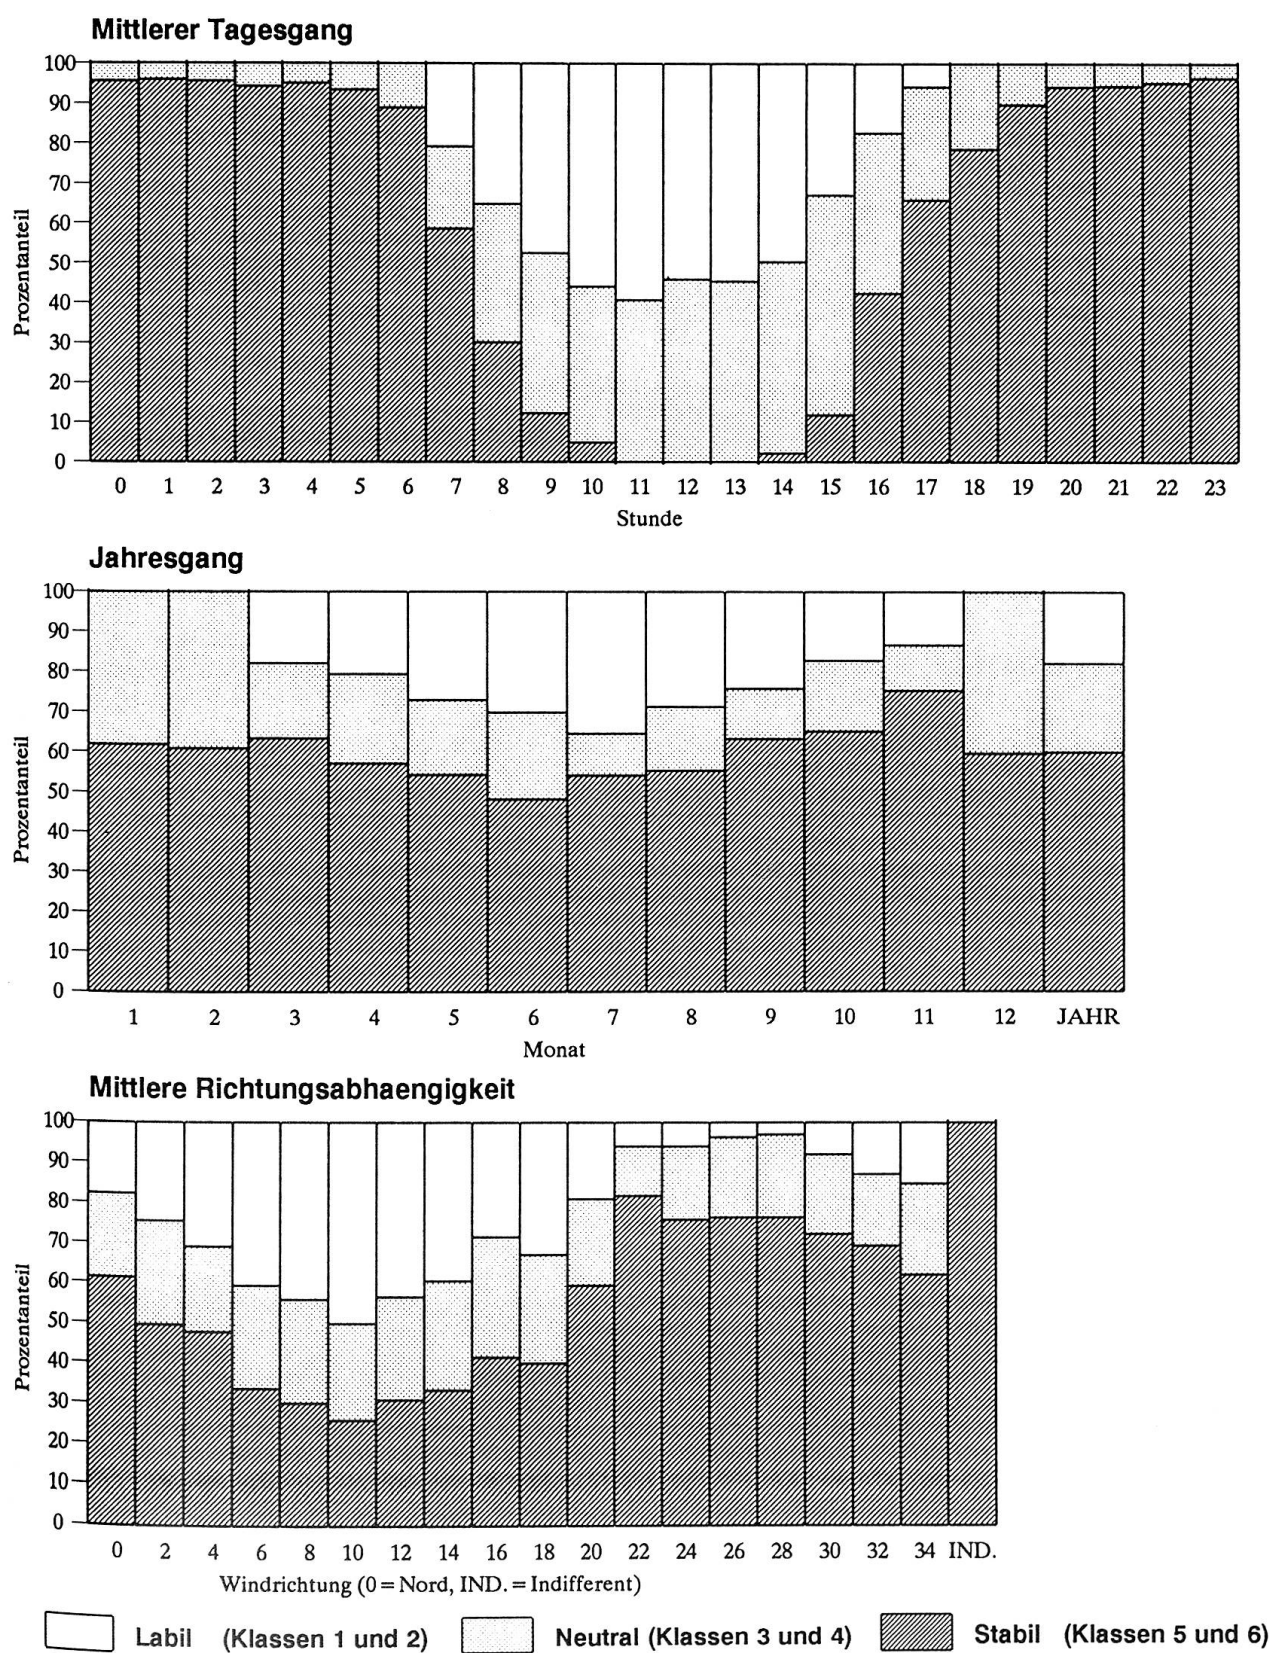 Mittlerer Tagesgang
100
90
80
70
60
50
40
30
20
10
0
Prozentanteil
0 1 2 3 4 5 6 7 8 9 10 11 12 13 14 15 16 17 18 19 20 21 22 23
Stunde
Jahresgang
100
90
80
70
60
50
40
30
20
10
0
Prozentanteil
1 2 3 4 5 6 7 8 9 10 11 12 JAHR
Monat
Mittlere Richtungsabhaengigkeit
100
90
80
70
60
50
40
30
20
10
0
Prozentanteil
0 2 4 6 8 10 12 14 16 18 20 22 24 26 28 30 32 34 IND.
Windrichtung (0 = Nord, IND. = Indifferent)
Labil (Klassen 1 und 2) Neutral (Klassen 3 und 4) Stabil (Klassen 5 und 6)